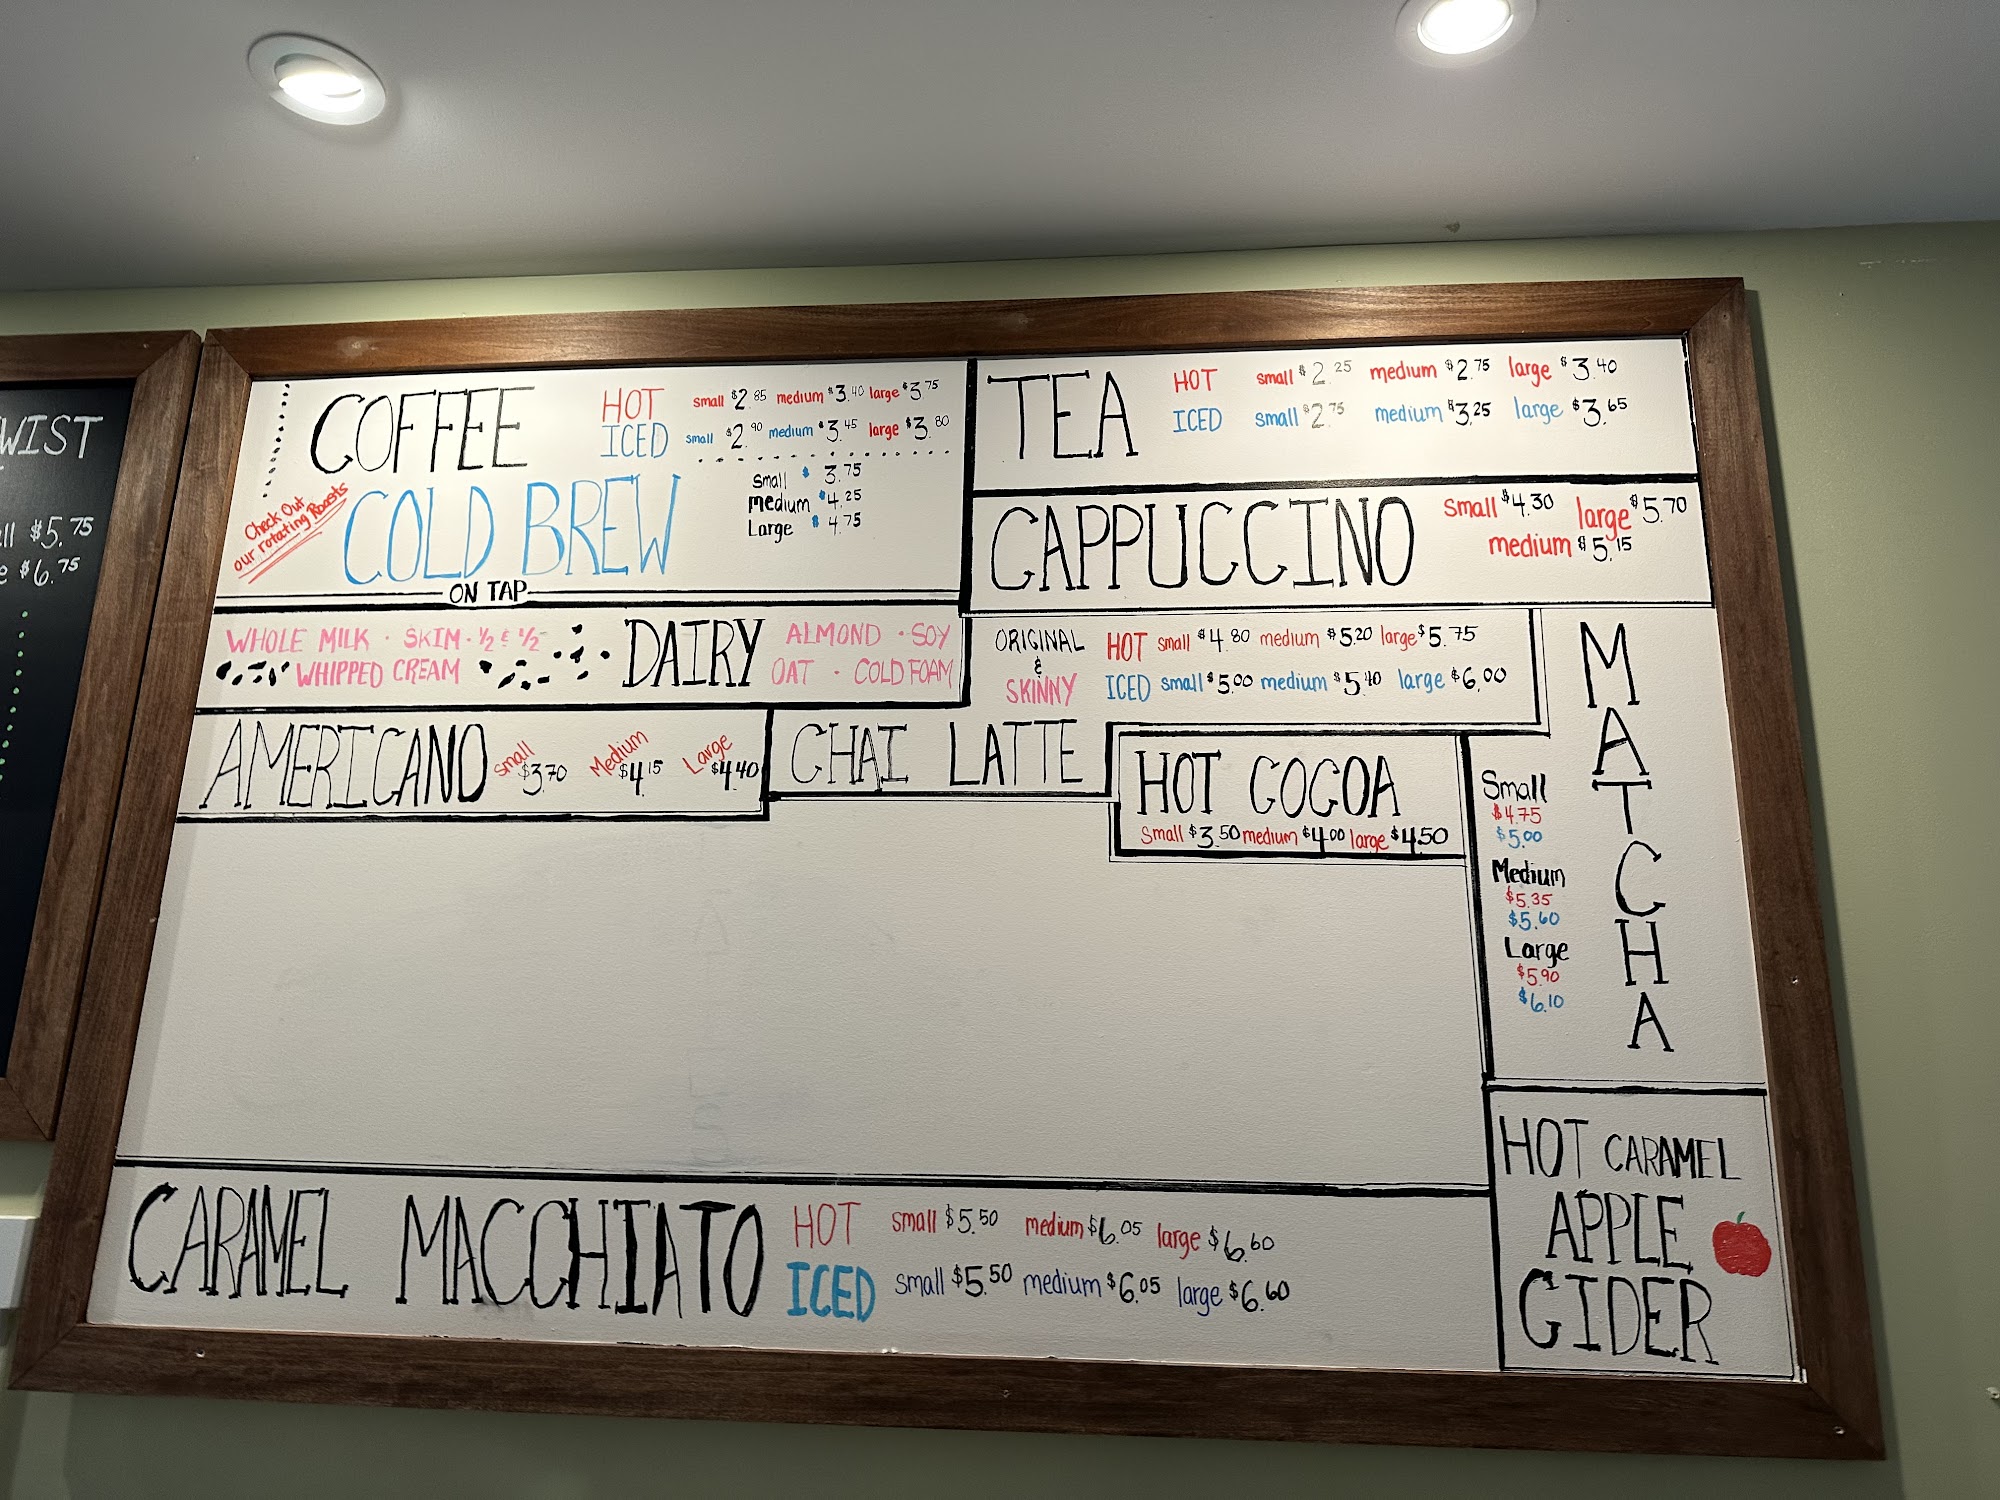 WIST
$5.75
$6.75
COFFEE
HOT small $2.85 medium $3.40 large $3.75
ICED small $2.90 medium $3.45 large $3.80
Check Out
our rotating Roasts
COLD BREW
ON TAP
Small $3.75
Medium $4.25
Large $4.75
TEA
HOT small $2.25 medium $2.75 large $3.40
ICED small $2.75 medium $3.25 large $3.65
CAPPUCCINO
small $4.30 large $5.70
medium $5.15
WHOLE MILK · SKIM · 1/2 & 1/2
WHIPPED CREAM
DAIRY
ALMOND · SOY
OAT · COLD FOAM
ORIGINAL
&
SKINNY
HOT small $4.80 medium $5.20 large $5.75
ICED small $5.00 medium $5.40 large $6.00
CHAI LATTE
AMERICANO
Small $3.70 Medium $4.15 Large $4.40
HOT COCOA
Small $3.50 medium $4.00 large $4.50
MATCHA
Small
$4.75
$5.00
Medium
$5.35
$5.60
Large
$5.90
$6.10
CARAMEL MACCHIATO
HOT small $5.50 medium $6.05 large $6.60
ICED small $5.50 medium $6.05 large $6.60
HOT CARAMEL
APPLE
CIDER